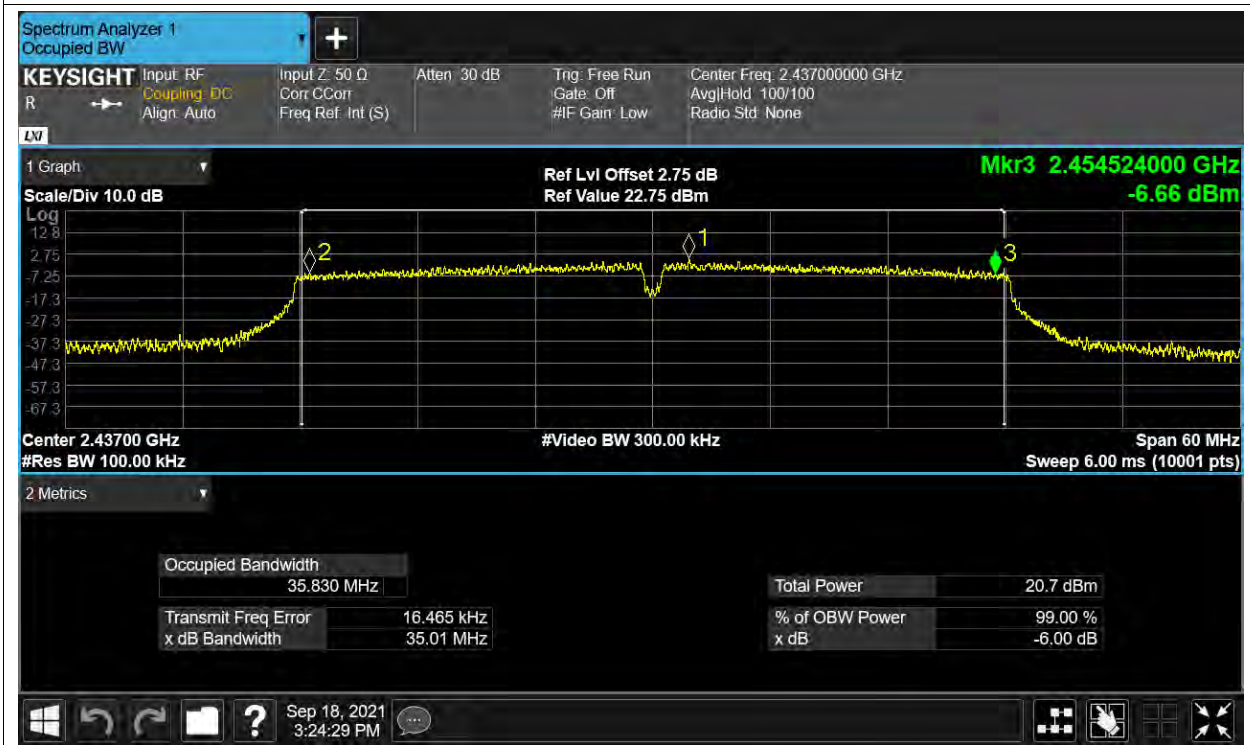 Spectrum Analyzer 1
Occupied BW
+
KEYSIGHT
R
LXI
Input: RF
Coupling: DC
Align: Auto
Input Z: 50 Ω
Corr CCorr
Freq Ref: Int (S)
Atten: 30 dB
Trig: Free Run
Gate: Off
#IF Gain: Low
Center Freq: 2.437000000 GHz
Avg|Hold: 100/100
Radio Std: None
1 Graph
Scale/Div 10.0 dB
Ref Lvl Offset 2.75 dB
Ref Value 22.75 dBm
Mkr3 2.454524000 GHz
-6.66 dBm
Log
12.8
2.75
-7.25
-17.3
-27.3
-37.3
-47.3
-57.3
-67.3
2
1
3
Center 2.43700 GHz
#Res BW 100.00 kHz
#Video BW 300.00 kHz
Span 60 MHz
Sweep 6.00 ms (10001 pts)
2 Metrics
Occupied Bandwidth
35.830 MHz
Transmit Freq Error 16.465 kHz
x dB Bandwidth 35.01 MHz
Total Power 20.7 dBm
% of OBW Power 99.00 %
x dB -6.00 dB
?
Sep 18, 2021
3:24:29 PM